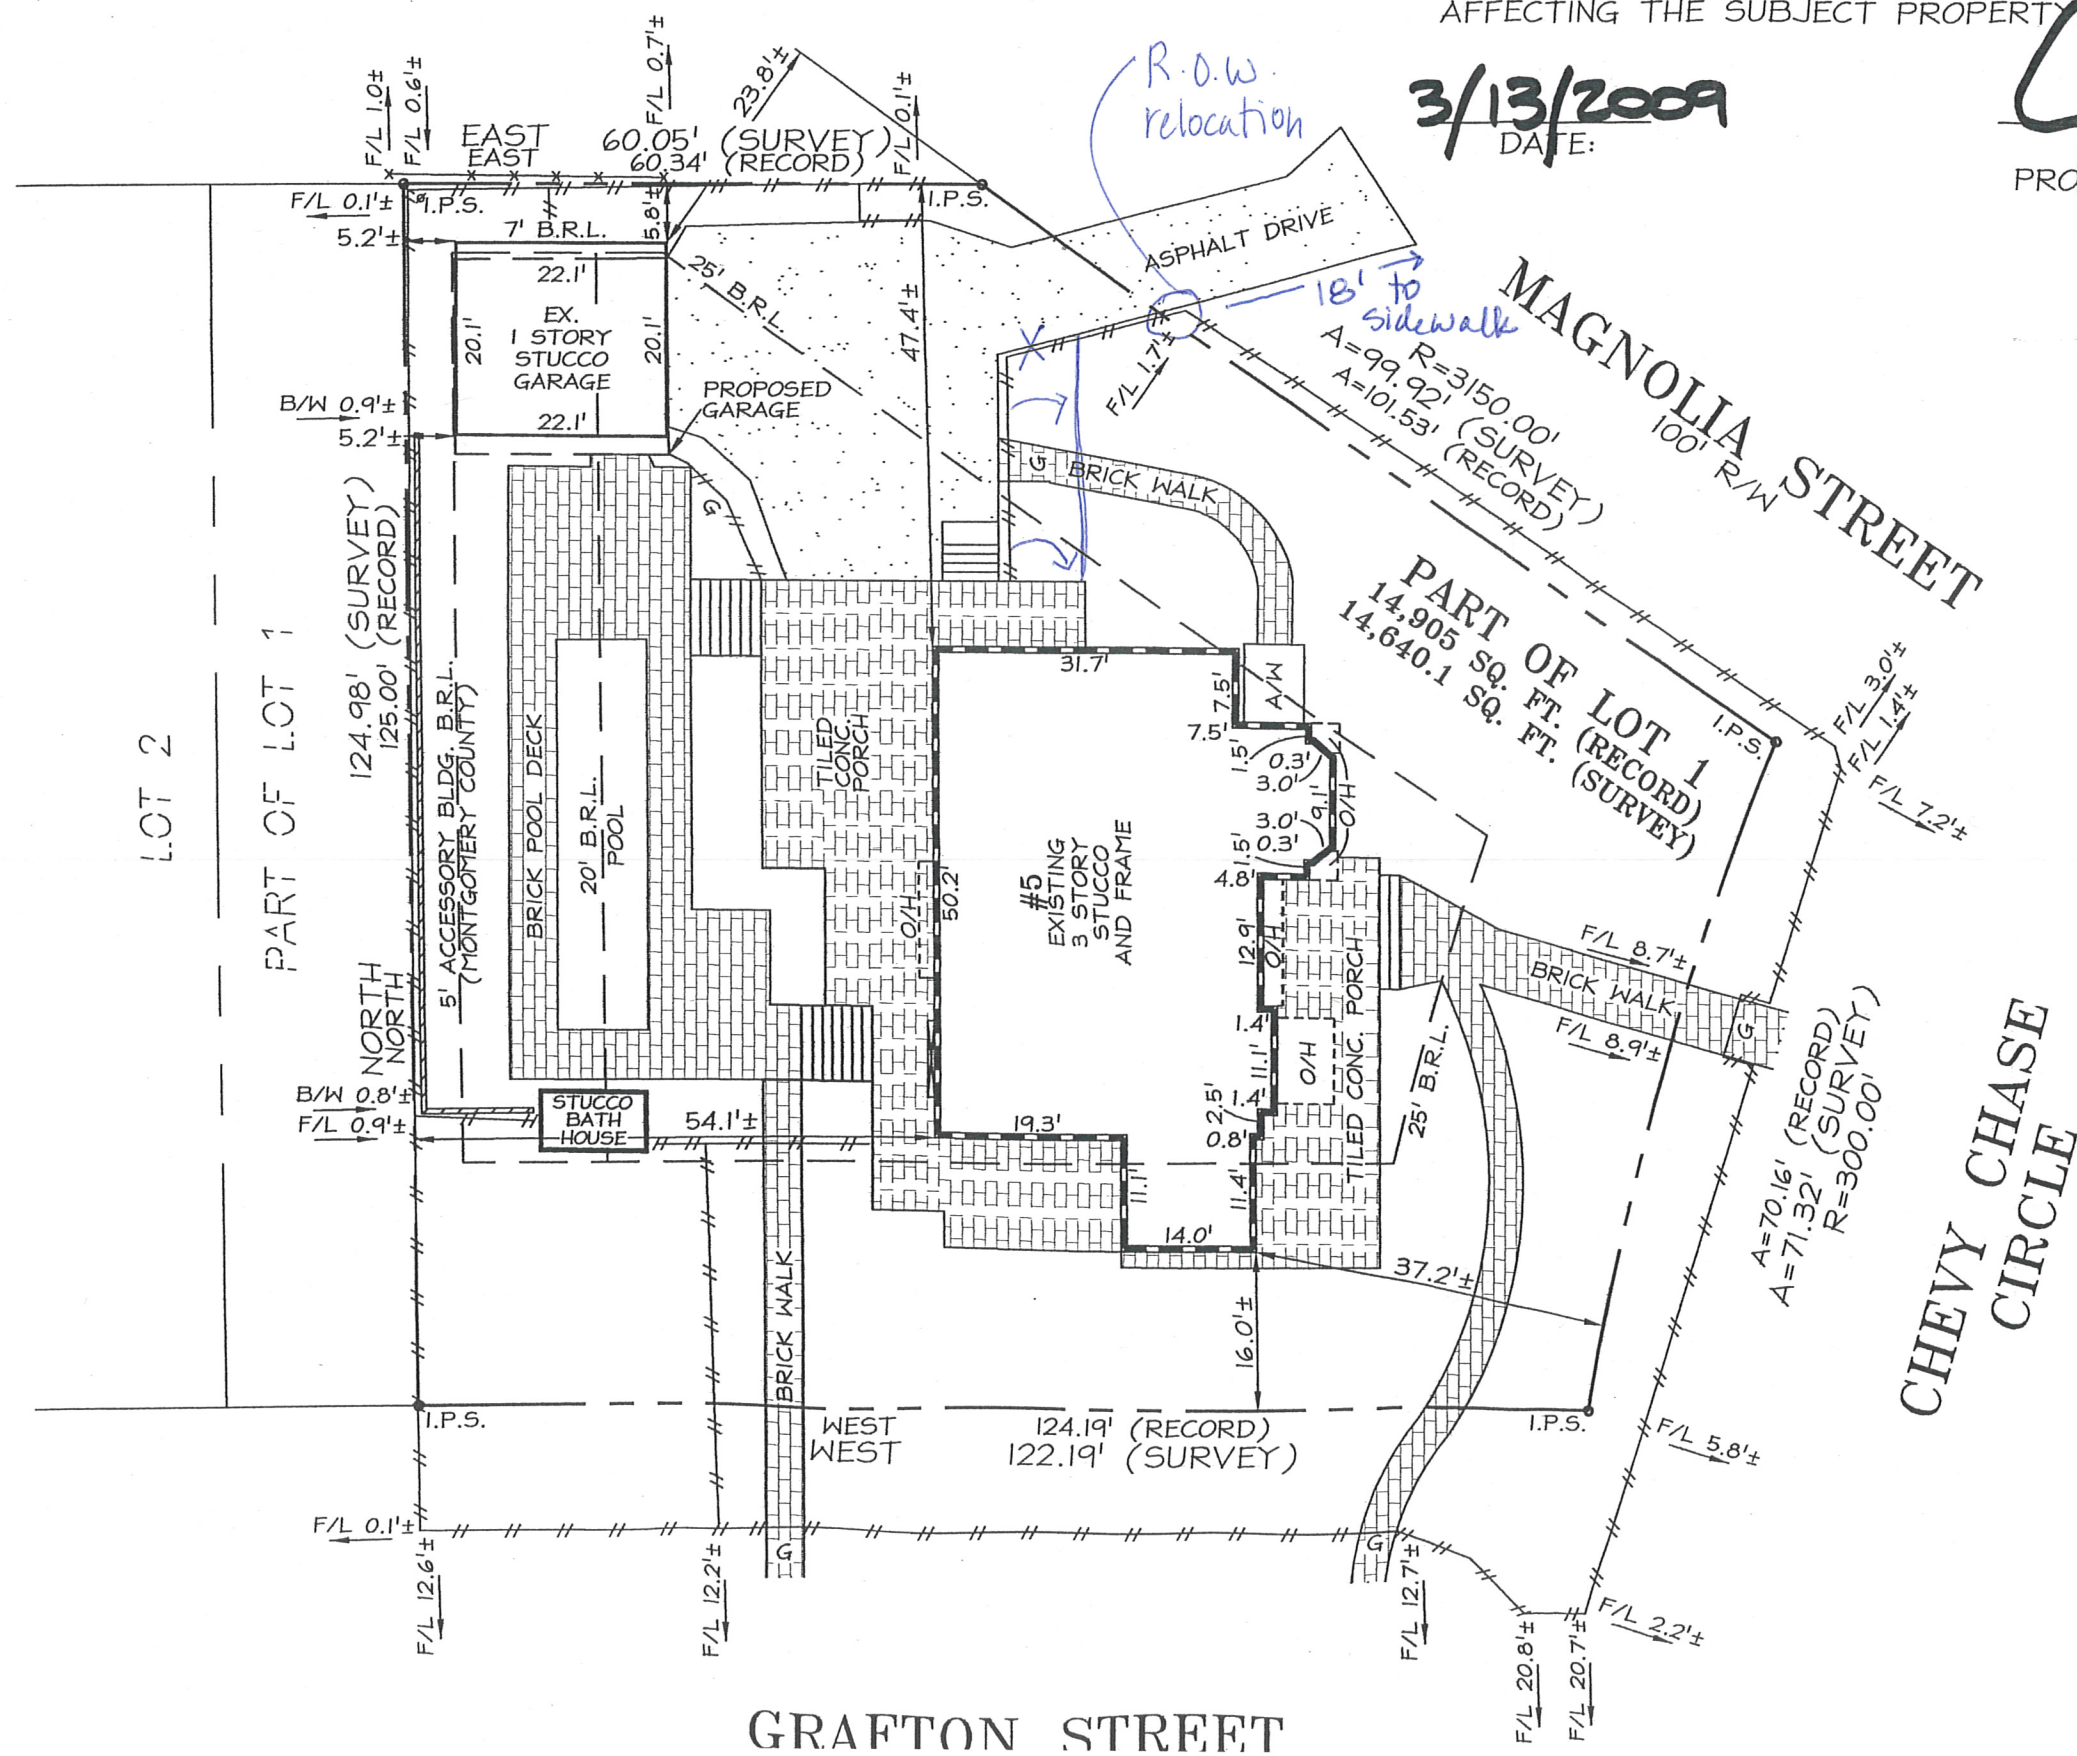 AFFECTING THE SUBJECT PROPERTY
3/13/2009
DATE:
PRO
R.O.W.
relocation
F/L 1.0±
F/L 0.6'±
F/L 0.7'±
23.8'±
F/L 0.1'±
EAST
EAST
60.05' (SURVEY)
60.34' (RECORD)
F/L 0.1'±
I.P.S.
I.P.S.
5.2'±
7' B.R.L.
5.8'±
22.1'
25' B.R.L.
ASPHALT DRIVE
18' to
sidewalk
MAGNOLIA STREET
100' R/W
R=3150.00'
A=99.92' (SURVEY)
A=101.53' (RECORD)
EX.
1 STORY
STUCCO
GARAGE
20.1'
20.1'
47.4'±
F/L 1.7'±
PROPOSED
GARAGE
B/W 0.9'±
5.2'±
22.1'
G
G
BRICK WALK
LOT 2
PART OF LOT 1
124.98' (SURVEY)
125.00' (RECORD)
NORTH
NORTH
5' ACCESSORY BLDG. B.R.L.
(MONTGOMERY COUNTY)
BRICK POOL DECK
20' B.R.L.
POOL
TILED
CONC.
PORCH
PART OF LOT 1
14,905 SQ. FT. (RECORD)
14,640.1 SQ. FT. (SURVEY)
I.P.S.
F/L 3.0'±
F/L 1.4'±
F/L 7.2'±
31.7'
7.5'
A/W
7.5'
1.5'
0.3'
3.0'
9.1'
O/H
3.0'
0.3'
1.5'
4.8'
O/H
50.2'
#5
EXISTING
3 STORY
STUCCO
AND FRAME
12.9'
O/H
1.4'
11.1'
O/H
1.4'
2.5'
0.8'
TILED CONC. PORCH
25' B.R.L.
F/L 8.7'±
BRICK WALK
F/L 8.9'±
G
A=70.16' (RECORD)
A=71.32' (SURVEY)
R=300.00'
CHEVY CHASE
CIRCLE
B/W 0.8'±
F/L 0.9'±
STUCCO
BATH
HOUSE
54.1'±
19.3'
11.1'
11.4'
14.0'
37.2'±
16.0'±
BRICK WALK
I.P.S.
WEST
WEST
124.19' (RECORD)
122.19' (SURVEY)
I.P.S.
F/L 5.8'±
F/L 0.1'±
G
G
F/L 12.6'±
F/L 12.2'±
F/L 12.7'±
F/L 20.8'±
F/L 20.7'±
F/L 2.2'±
GRAFTON STREET